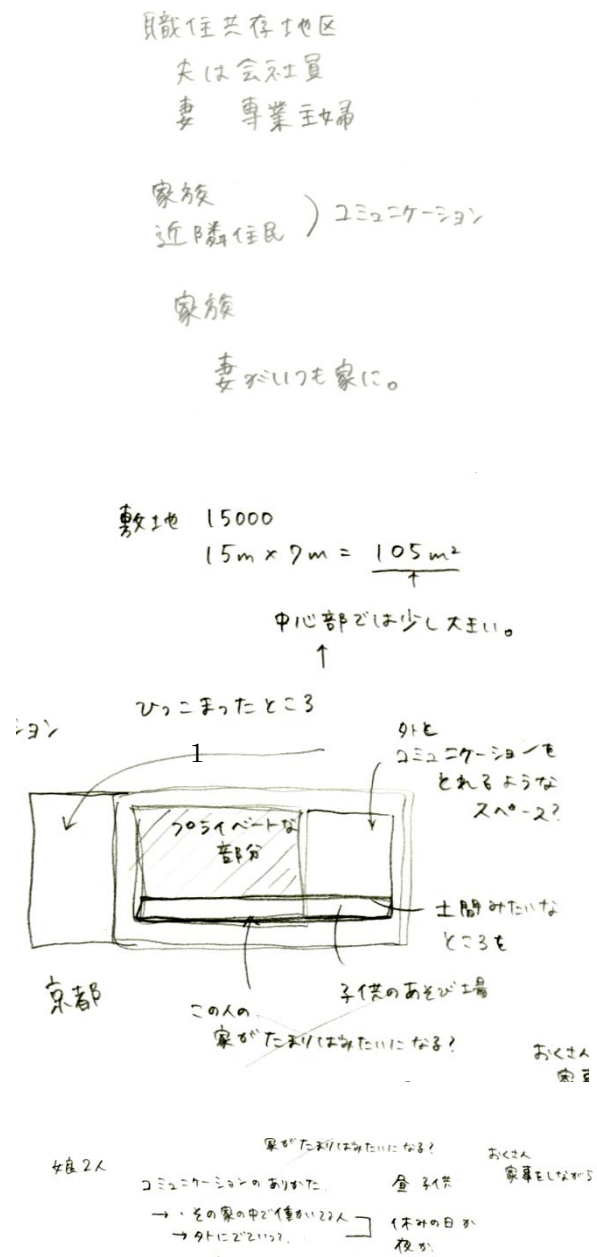 職住共存地区
夫は会社員
妻 専業主婦
家族
近隣住民 ) コミュニケーション
家族
妻がいつも家に。
敷地 15000
15m × 7m = 105m²
↑
中心部では少し大きい。
↑
ひっこまったところ
ション
1
外と
コミュニケーションを
とれるような
スペース?
プライベートな
部分
土間みたいな
ところを
京都
子供のあそび場
この人の
家がたまりばみたいになる?
おくさん
家事
家がたまりばみたいになる?
娘2人
おくさん
家事をしながら
コミュニケーションのありかた。
昼 子供
→・その家の中で
→外にでていって。
休みの日か
夜か。